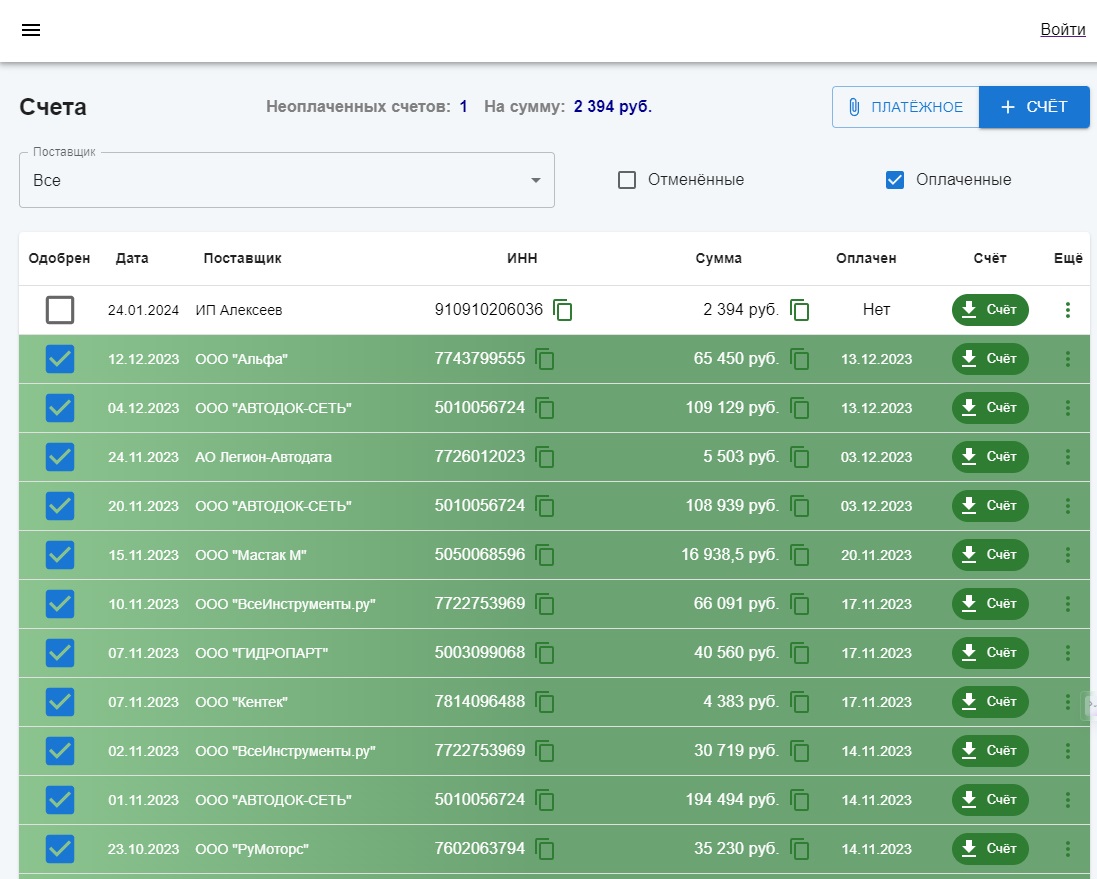 Войти
Счета Неоплаченных счетов: 1 На сумму: 2 394 руб. ПЛАТЁЖНОЕ + СЧЁТ
Поставщик
Все Отменённые Оплаченные
Одобрен Дата Поставщик ИНН Сумма Оплачен Счёт Ещё
24.01.2024 ИП Алексеев 910910206036 2 394 руб. Нет Счёт
12.12.2023 ООО "Альфа" 7743799555 65 450 руб. 13.12.2023 Счёт
04.12.2023 ООО "АВТОДОК-СЕТЬ" 5010056724 109 129 руб. 13.12.2023 Счёт
24.11.2023 АО Легион-Автодата 7726012023 5 503 руб. 03.12.2023 Счёт
20.11.2023 ООО "АВТОДОК-СЕТЬ" 5010056724 108 939 руб. 03.12.2023 Счёт
15.11.2023 ООО "Мастак М" 5050068596 16 938,5 руб. 20.11.2023 Счёт
10.11.2023 ООО "ВсеИнструменты.ру" 7722753969 66 091 руб. 17.11.2023 Счёт
07.11.2023 ООО "ГИДРОПАРТ" 5003099068 40 560 руб. 17.11.2023 Счёт
07.11.2023 ООО "Кентек" 7814096488 4 383 руб. 17.11.2023 Счёт
02.11.2023 ООО "ВсеИнструменты.ру" 7722753969 30 719 руб. 14.11.2023 Счёт
01.11.2023 ООО "АВТОДОК-СЕТЬ" 5010056724 194 494 руб. 14.11.2023 Счёт
23.10.2023 ООО "РуМоторс" 7602063794 35 230 руб. 14.11.2023 Счёт